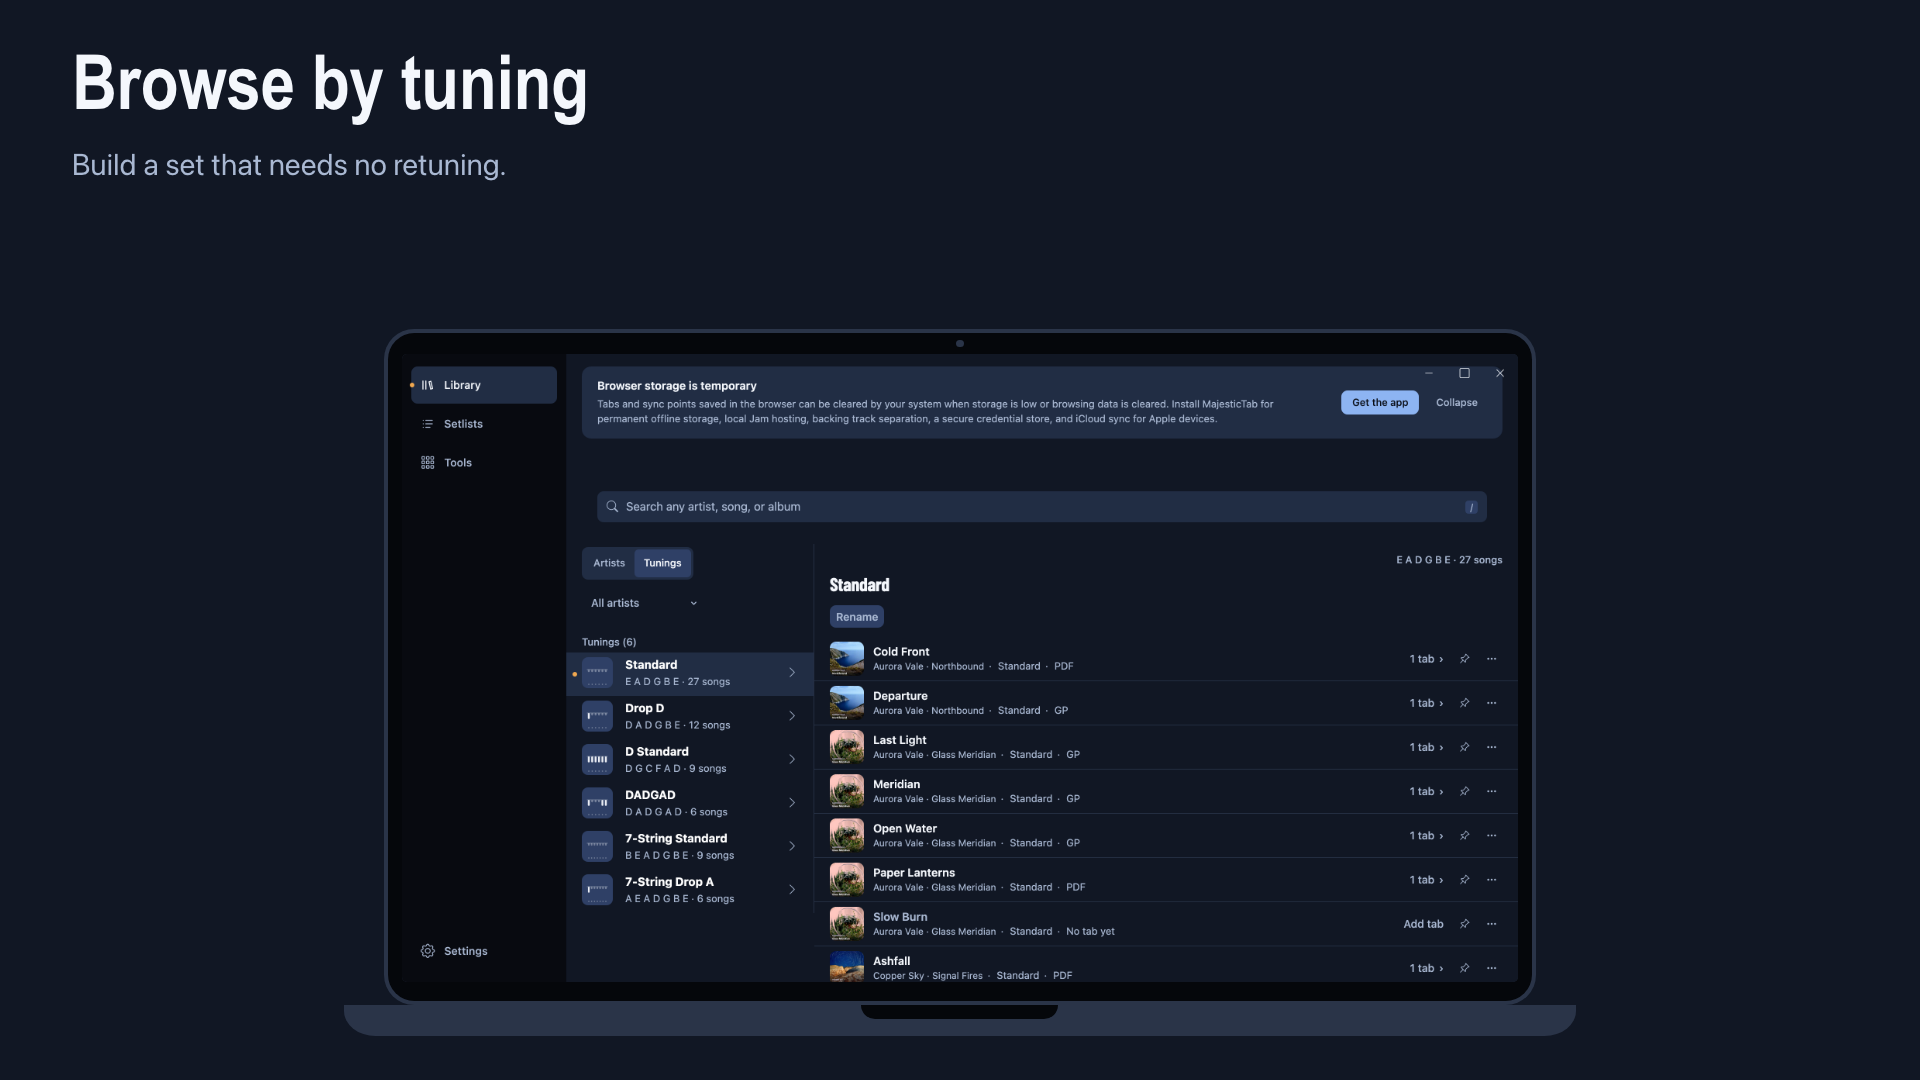 Browse by tuning
Build a set that needs no retuning.
Library
Setlists
Tools
Settings
Browser storage is temporary
Tabs and sync points saved in the browser can be cleared by your system when storage is low or browsing data is cleared. Install MajesticTab for
permanent offline storage, local Jam hosting, backing track separation, a secure credential store, and iCloud sync for Apple devices.
Get the app
Collapse
Search any artist, song, or album
/
Artists
Tunings
All artists
Tunings (6)
Standard
E A D G B E · 27 songs
Drop D
D A D G B E · 12 songs
D Standard
D G C F A D · 9 songs
DADGAD
D A D G A D · 6 songs
7-String Standard
B E A D G B E · 9 songs
7-String Drop A
A E A D G B E · 6 songs
E A D G B E · 27 songs
Standard
Rename
Cold Front
Aurora Vale · Northbound · Standard · PDF
1 tab ›
Departure
Aurora Vale · Northbound · Standard · GP
1 tab ›
Last Light
Aurora Vale · Glass Meridian · Standard · GP
1 tab ›
Meridian
Aurora Vale · Glass Meridian · Standard · GP
1 tab ›
Open Water
Aurora Vale · Glass Meridian · Standard · GP
1 tab ›
Paper Lanterns
Aurora Vale · Glass Meridian · Standard · PDF
1 tab ›
Slow Burn
Aurora Vale · Glass Meridian · Standard · No tab yet
Add tab
Ashfall
Copper Sky · Signal Fires · Standard · PDF
1 tab ›